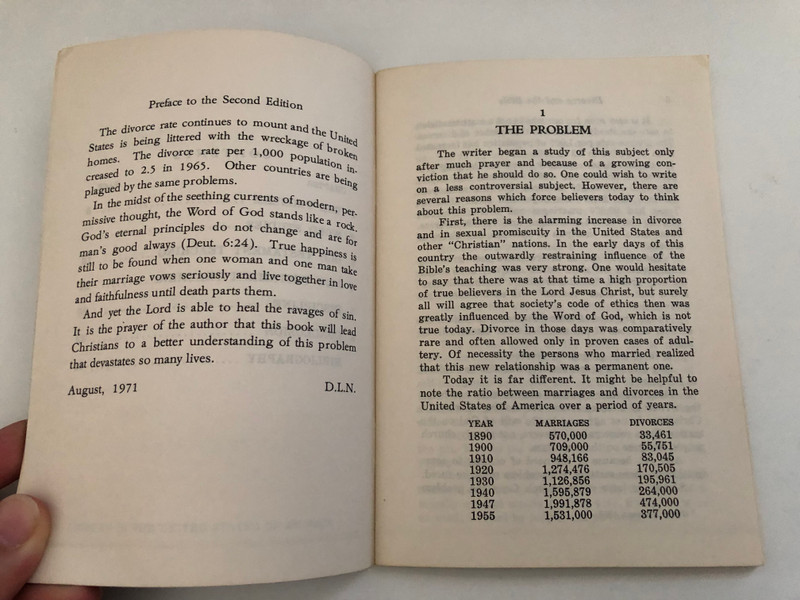 Preface to the Second Edition
The divorce rate continues to mount and the United
States is being littered with the wreckage of broken
homes. The divorce rate per 1,000 population in-
creased to 2.5 in 1965. Other countries are being
plagued by the same problems.
In the midst of the seething currents of modern, per-
missive thought, the Word of God stands like a rock.
God's eternal principles do not change and are for
man's good always (Deut. 6:24). True happiness is
still to be found when one woman and one man take
their marriage vows seriously and live together in love
and faithfulness until death parts them.
And yet the Lord is able to heal the ravages of sin.
It is the prayer of the author that this book will lead
Christians to a better understanding of this problem
that devastates so many lives.
August, 1971 D.L.N.
1
THE PROBLEM
The writer began a study of this subject only
after much prayer and because of a growing con-
viction that he should do so. One could wish to write
on a less controversial subject. However, there are
several reasons which force believers today to think
about this problem.
First, there is the alarming increase in divorce
and in sexual promiscuity in the United States and
other "Christian" nations. In the early days of this
country the outwardly restraining influence of the
Bible's teaching was very strong. One would hesitate
to say that there was at that time a high proportion
of true believers in the Lord Jesus Christ, but surely
all will agree that society's code of ethics then was
greatly influenced by the Word of God, which is not
true today. Divorce in those days was comparatively
rare and often allowed only in proven cases of adul-
tery. Of necessity the persons who married realized
that this new relationship was a permanent one.
Today it is far different. It might be helpful to
note the ratio between marriages and divorces in the
United States of America over a period of years.
YEAR MARRIAGES DIVORCES
1890 570,000 33,461
1900 709,000 55,751
1910 948,166 83,045
1920 1,274,476 170,505
1930 1,126,856 195,961
1940 1,595,879 264,000
1947 1,991,878 474,000
1955 1,531,000 377,000